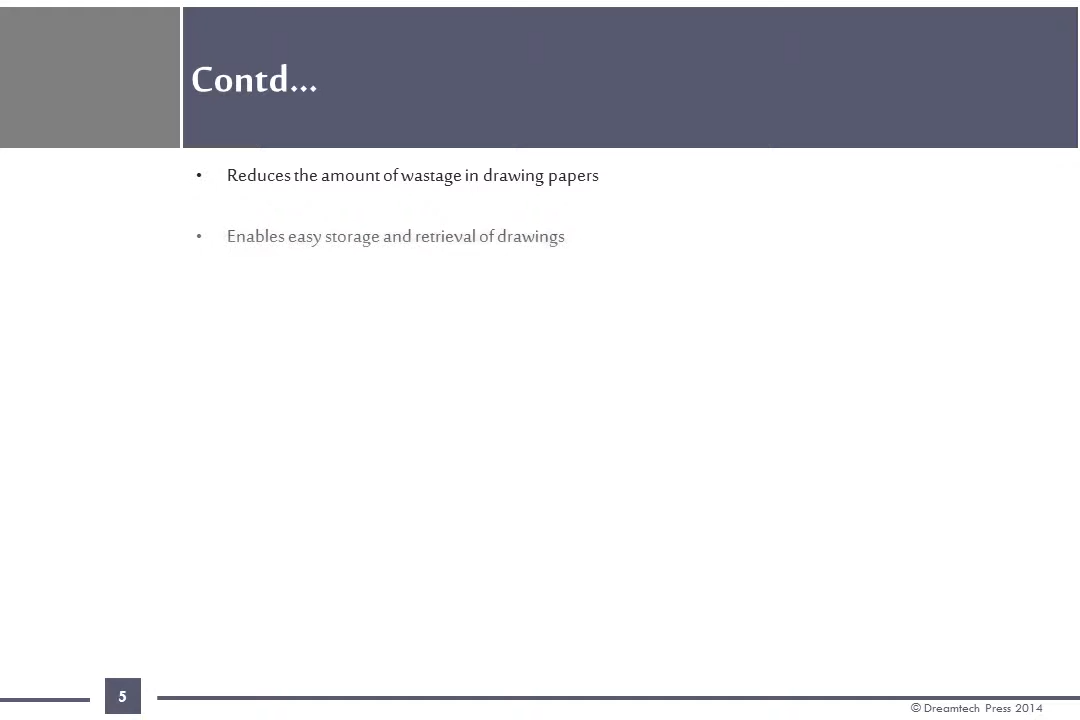 Contd...
• Reduces the amount of wastage in drawing papers
• Enables easy storage and retrieval of drawings
5
© Dreamtech Press 2014